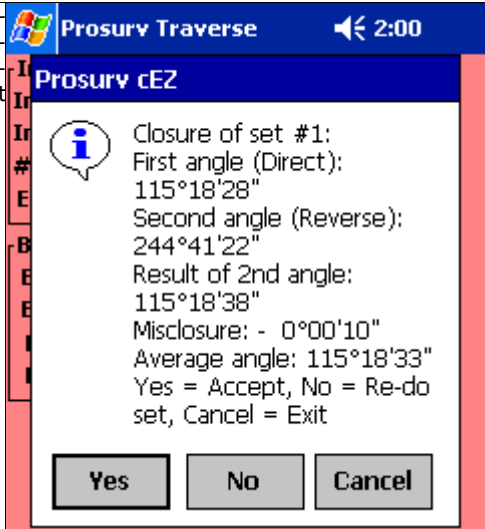 Prosurv Traverse 2:00
Prosurv cEZ
Closure of set #1:
First angle (Direct):
115°18'28"
Second angle (Reverse):
244°41'22"
Result of 2nd angle:
115°18'38"
Misclosure: - 0°00'10"
Average angle: 115°18'33"
Yes = Accept, No = Re-do
set, Cancel = Exit
Yes No Cancel